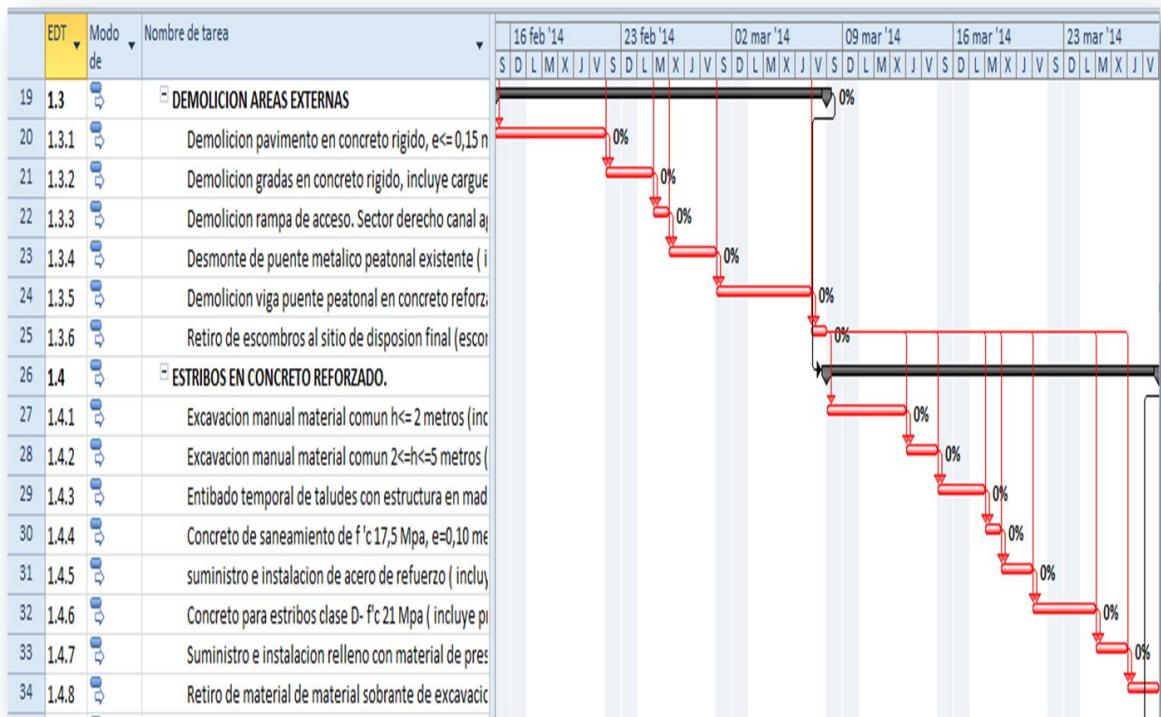 EDT Modo de Nombre de tarea
16 feb '14 23 feb '14 02 mar '14 09 mar '14 16 mar '14 23 mar '14
S D L M X J V S D L M X J V S D L M X J V S D L M X J V S D L M X J V S D L M X J V
19 1.3 DEMOLICION AREAS EXTERNAS 0%
20 1.3.1 Demolicion pavimento en concreto rigido, e<= 0,15 m 0%
21 1.3.2 Demolicion gradas en concreto rigido, incluye cargue 0%
22 1.3.3 Demolicion rampa de acceso. Sector derecho canal 0%
23 1.3.4 Desmonte de puente metalico peatonal existente ( i 0%
24 1.3.5 Demolicion viga puente peatonal en concreto 0%
25 1.3.6 Retiro de escombros al sitio de disposion final 0%
26 1.4 ESTRIBOS EN CONCRETO REFORZADO.
27 1.4.1 Excavacion manual material comun h<= 2 metros (inc 0%
28 1.4.2 Excavacion manual material comun 2<=h<=5 metros ( 0%
29 1.4.3 Entibado temporal de taludes con estructura en mad 0%
30 1.4.4 Concreto de saneamiento de f 'c 17,5 Mpa, e=0,10 me 0%
31 1.4.5 suministro e instalacion de acero de refuerzo ( incluy 0%
32 1.4.6 Concreto para estribos clase D- f'c 21 Mpa ( incluye 0%
33 1.4.7 Suministro e instalacion relleno con material de pres 0%
34 1.4.8 Retiro de material de material sobrante de excavacio